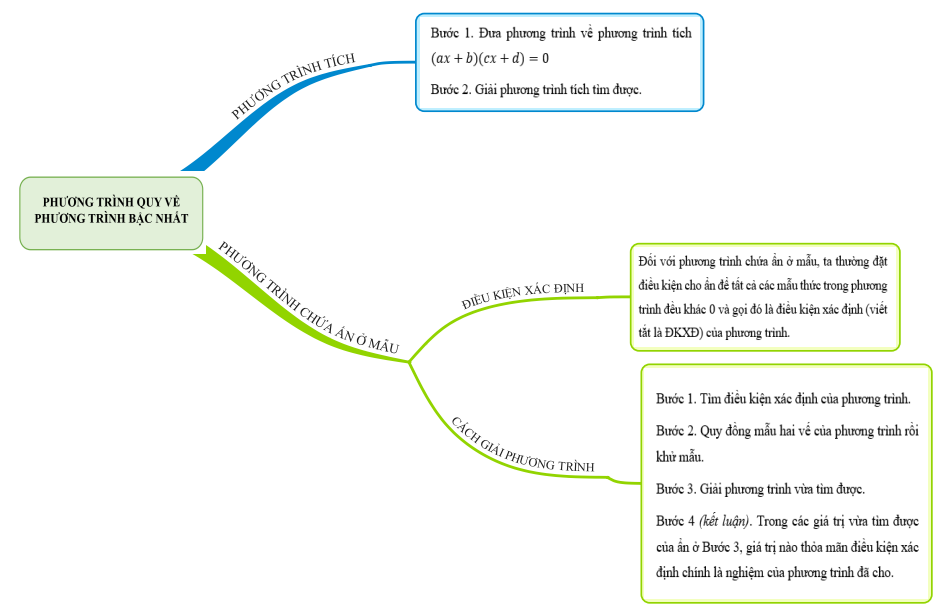 PHƯƠNG TRÌNH QUY VỀ
PHƯƠNG TRÌNH BẬC NHẤT
PHƯƠNG TRÌNH TÍCH
Bước 1. Đưa phương trình về phương trình tích
(ax + b)(cx + d) = 0
Bước 2. Giải phương trình tích tìm được.
PHƯƠNG TRÌNH CHỨA ẨN Ở MẪU
ĐIỀU KIỆN XÁC ĐỊNH
Đối với phương trình chứa ẩn ở mẫu, ta thường đặt
điều kiện cho ẩn để tất cả các mẫu thức trong phương
trình đều khác 0 và gọi đó là điều kiện xác định (viết
tắt là ĐKXĐ) của phương trình.
CÁCH GIẢI PHƯƠNG TRÌNH
Bước 1. Tìm điều kiện xác định của phương trình.
Bước 2. Quy đồng mẫu hai vế của phương trình rồi
khử mẫu.
Bước 3. Giải phương trình vừa tìm được.
Bước 4 (kết luận). Trong các giá trị vừa tìm được
của ẩn ở Bước 3, giá trị nào thỏa mãn điều kiện xác
định chính là nghiệm của phương trình đã cho.